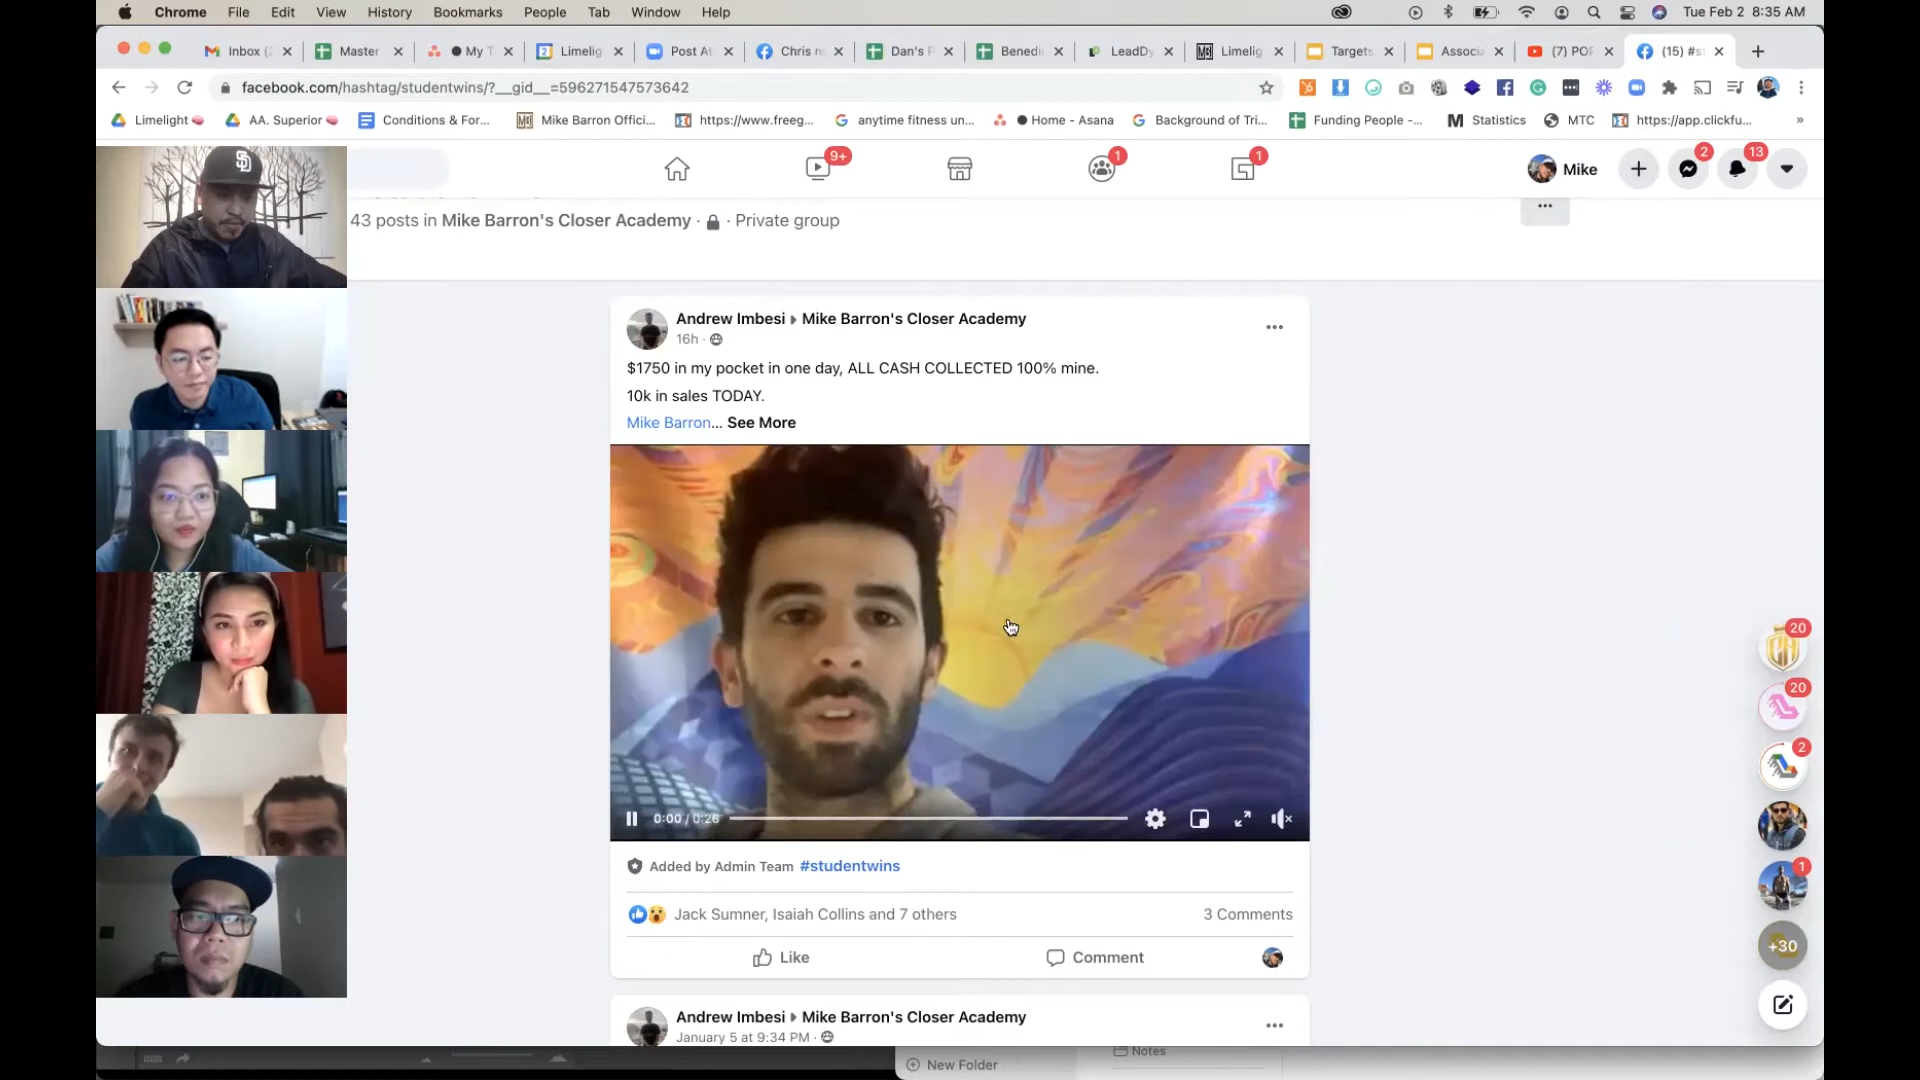 Chrome File Edit View History Bookmarks People Tab Window Help Tue Feb 2 8:35 AM
Inbox (2 Master My T Limelig Post At Chris n Dan's P Benedi LeadDy Limelig Targets Associa (7) POP (15) #s
facebook.com/hashtag/studentwins/?__gid__=596271547573642
Limelight AA. Superior Conditions & For... Mike Barron Offici... https://www.freeg... anytime fitness un... Home - Asana Background of Tri... Funding People -... Statistics MTC https://app.clickfu... »
9+ 1 1 Mike 2 13
43 posts in Mike Barron's Closer Academy · · Private group
Andrew Imbesi Mike Barron's Closer Academy
16h ·
$1750 in my pocket in one day, ALL CASH COLLECTED 100% mine.
10k in sales TODAY.
Mike Barron... See More
0:00 / 0:26
Added by Admin Team #studentwins
Jack Sumner, Isaiah Collins and 7 others 3 Comments
Like Comment
Andrew Imbesi Mike Barron's Closer Academy
January 5 at 9:34 PM ·
20
20
2
1
+30
Notes
New Folder